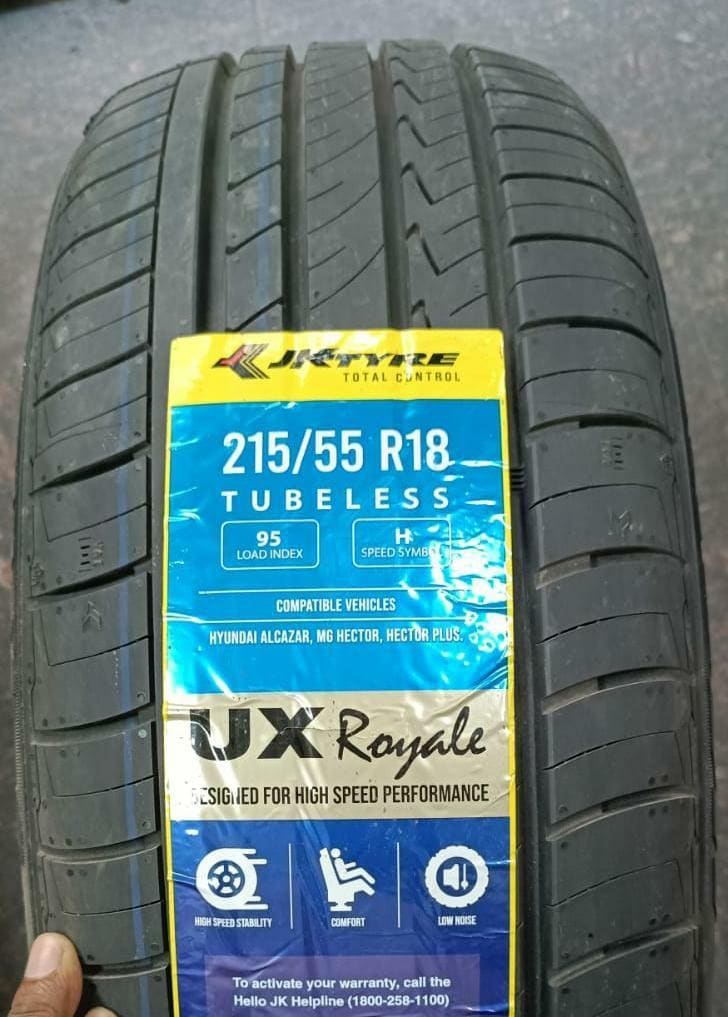 JKTYRE
TOTAL CONTROL
215/55 R18
TUBELESS
95
LOAD INDEX
H
SPEED SYMBOL
COMPATIBLE VEHICLES
HYUNDAI ALCAZAR, MG HECTOR, HECTOR PLUS.
UX Royale
DESIGNED FOR HIGH SPEED PERFORMANCE
HIGH SPEED STABILITY
COMFORT
LOW NOISE
To activate your warranty, call the
Hello JK Helpline (1800-258-1100)